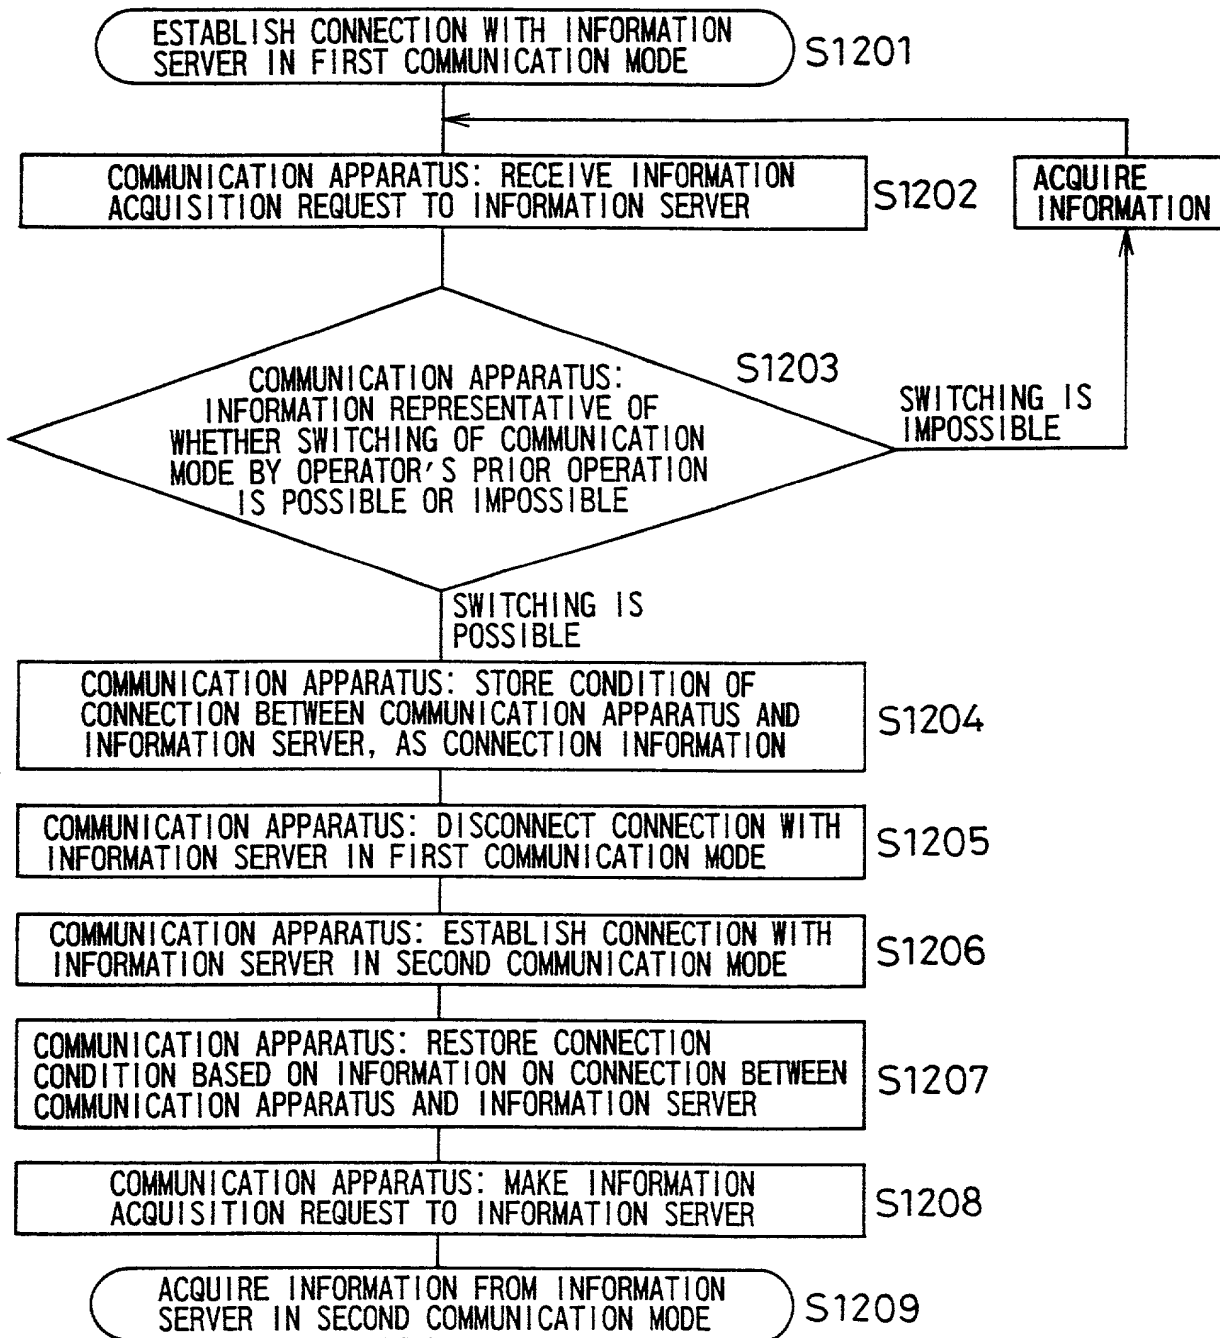 ESTABLISH CONNECTION WITH INFORMATION
SERVER IN FIRST COMMUNICATION MODE
S1201
COMMUNICATION APPARATUS: RECEIVE INFORMATION
ACQUISITION REQUEST TO INFORMATION SERVER
S1202
ACQUIRE
INFORMATION
S1203
COMMUNICATION APPARATUS:
INFORMATION REPRESENTATIVE OF
WHETHER SWITCHING OF COMMUNICATION
MODE BY OPERATOR'S PRIOR OPERATION
IS POSSIBLE OR IMPOSSIBLE
SWITCHING IS
IMPOSSIBLE
SWITCHING IS
POSSIBLE
COMMUNICATION APPARATUS: STORE CONDITION OF
CONNECTION BETWEEN COMMUNICATION APPARATUS AND
INFORMATION SERVER, AS CONNECTION INFORMATION
S1204
COMMUNICATION APPARATUS: DISCONNECT CONNECTION WITH
INFORMATION SERVER IN FIRST COMMUNICATION MODE
S1205
COMMUNICATION APPARATUS: ESTABLISH CONNECTION WITH
INFORMATION SERVER IN SECOND COMMUNICATION MODE
S1206
COMMUNICATION APPARATUS: RESTORE CONNECTION
CONDITION BASED ON INFORMATION ON CONNECTION BETWEEN
COMMUNICATION APPARATUS AND INFORMATION SERVER
S1207
COMMUNICATION APPARATUS: MAKE INFORMATION
ACQUISITION REQUEST TO INFORMATION SERVER
S1208
ACQUIRE INFORMATION FROM INFORMATION
SERVER IN SECOND COMMUNICATION MODE
S1209